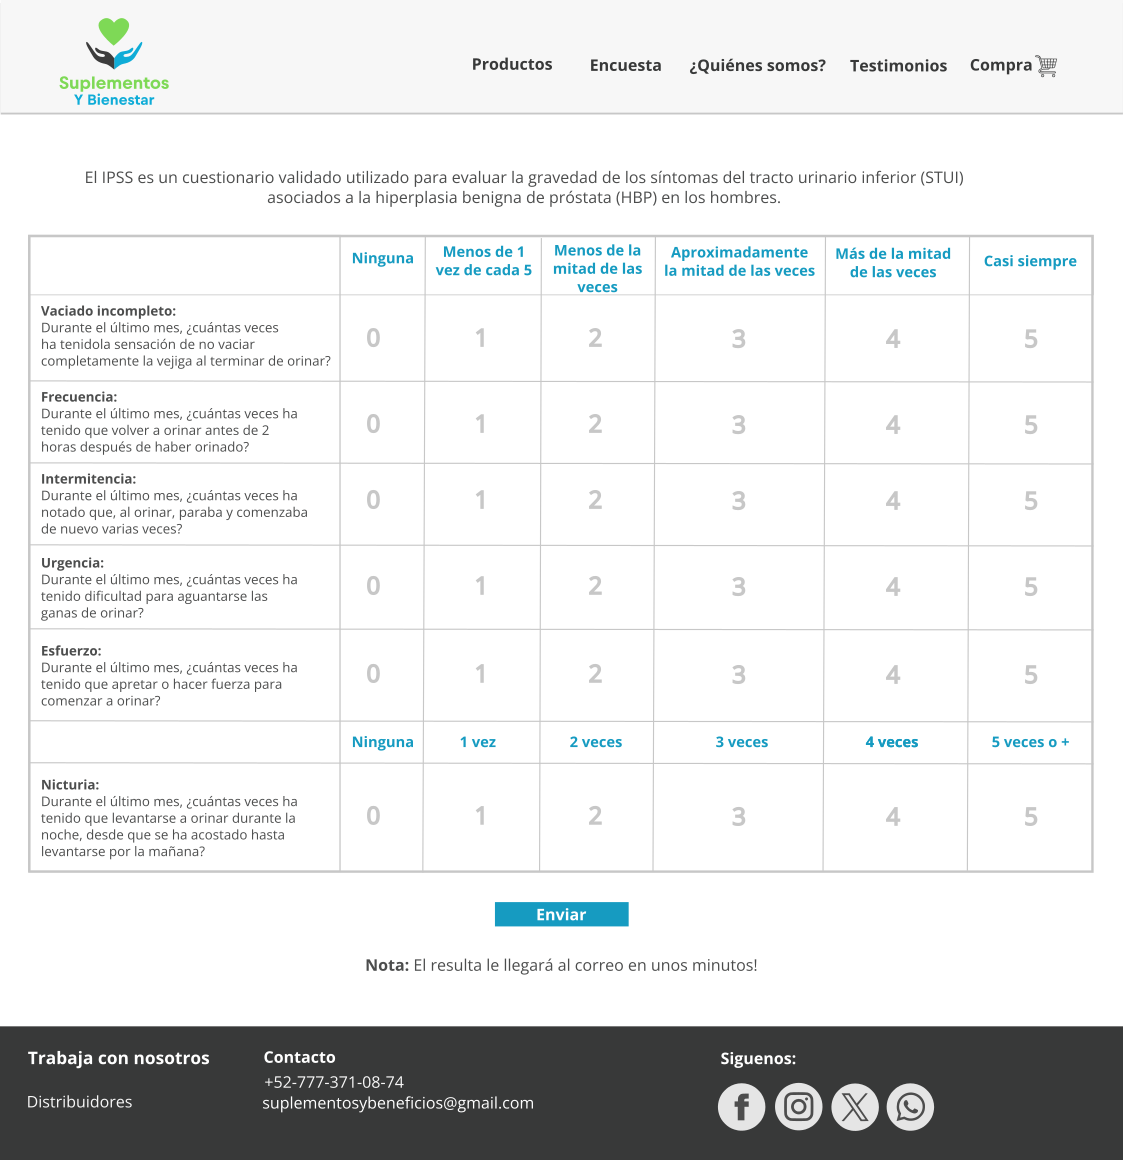 Suplementos
Y Bienestar
Productos
Encuesta
¿Quiénes somos?
Testimonios
Compra
El IPSS es un cuestionario validado utilizado para evaluar la gravedad de los síntomas del tracto urinario inferior (STUI)
asociados a la hiperplasia benigna de próstata (HBP) en los hombres.
Ninguna
Menos de 1
vez de cada 5
Menos de la
mitad de las
veces
Aproximadamente
la mitad de las veces
Más de la mitad
de las veces
Casi siempre
Vaciado incompleto:
Durante el último mes, ¿cuántas veces
ha tenidola sensación de no vaciar
completamente la vejiga al terminar de orinar?
0 1 2 3 4 5
Frecuencia:
Durante el último mes, ¿cuántas veces ha
tenido que volver a orinar antes de 2
horas después de haber orinado?
0 1 2 3 4 5
Intermitencia:
Durante el último mes, ¿cuántas veces ha
notado que, al orinar, paraba y comenzaba
de nuevo varias veces?
0 1 2 3 4 5
Urgencia:
Durante el último mes, ¿cuántas veces ha
tenido dificultad para aguantarse las
ganas de orinar?
0 1 2 3 4 5
Esfuerzo:
Durante el último mes, ¿cuántas veces ha
tenido que apretar o hacer fuerza para
comenzar a orinar?
0 1 2 3 4 5
Ninguna 1 vez 2 veces 3 veces 4 veces 5 veces o +
Nicturia:
Durante el último mes, ¿cuántas veces ha
tenido que levantarse a orinar durante la
noche, desde que se ha acostado hasta
levantarse por la mañana?
0 1 2 3 4 5
Enviar
Nota: El resulta le llegará al correo en unos minutos!
Trabaja con nosotros
Distribuidores
Contacto
+52-777-371-08-74
suplementosybeneficios@gmail.com
Siguenos: